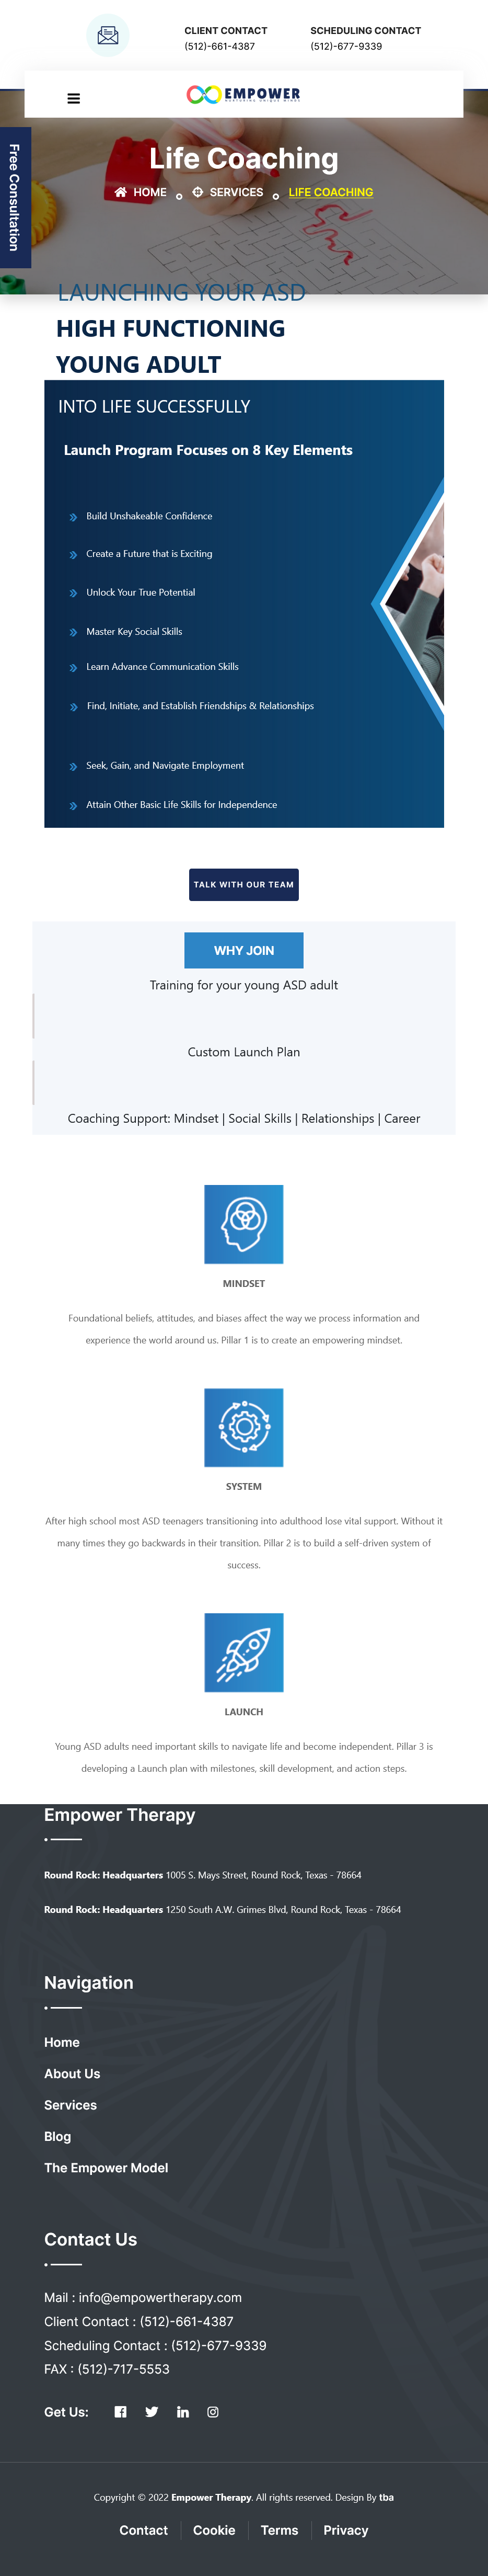 CLIENT CONTACT
(512)-661-4387
SCHEDULING CONTACT
(512)-677-9339
EMPOWER
Free Consultation
Life Coaching
HOME
SERVICES
LIFE COACHING
LAUNCHING YOUR ASD
HIGH FUNCTIONING
YOUNG ADULT
INTO LIFE SUCCESSFULLY
Launch Program Focuses on 8 Key Elements
Build Unshakeable Confidence
Create a Future that is Exciting
Unlock Your True Potential
Master Key Social Skills
Learn Advance Communication Skills
Find, Initiate, and Establish Friendships & Relationships
Seek, Gain, and Navigate Employment
Attain Other Basic Life Skills for Independence
TALK WITH OUR TEAM
WHY JOIN
Training for your young ASD adult
Custom Launch Plan
Coaching Support: Mindset | Social Skills | Relationships | Career
MINDSET
Foundational beliefs, attitudes, and biases affect the way we process information and
experience the world around us. Pillar 1 is to create an empowering mindset.
SYSTEM
After high school most ASD teenagers transitioning into adulthood lose vital support. Without it
many times they go backwards in their transition. Pillar 2 is to build a self-driven system of
success.
LAUNCH
Young ASD adults need important skills to navigate life and become independent. Pillar 3 is
developing a Launch plan with milestones, skill development, and action steps.
Empower Therapy
Round Rock: Headquarters 1005 S. Mays Street, Round Rock, Texas - 78664
Round Rock: Headquarters 1250 South A.W. Grimes Blvd, Round Rock, Texas - 78664
Navigation
Home
About Us
Services
Blog
The Empower Model
Contact Us
Mail : info@empowertherapy.com
Client Contact : (512)-661-4387
Scheduling Contact : (512)-677-9339
FAX : (512)-717-5553
Get Us:
Copyright © 2022 Empower Therapy. All rights reserved. Design By tba
Contact
Cookie
Terms
Privacy